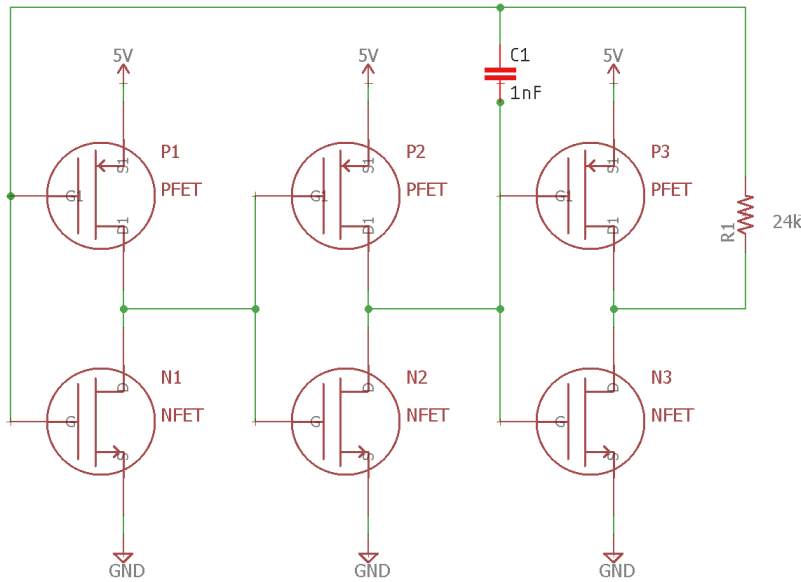 C1
1nF
5V
5V
5V
P1
PFET
P2
PFET
P3
PFET
S1
G1
D1
S1
G1
D1
S1
G1
D1
R1
24k
N1
NFET
N2
NFET
N3
NFET
D
G
S
D
G
S
D
G
S
GND
GND
GND